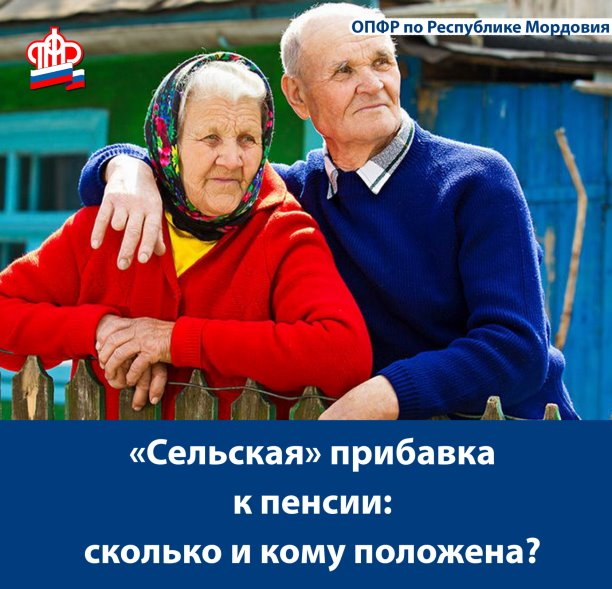 ОПФР по Республике Мордовия
«Сельская» прибавка
к пенсии:
сколько и кому положена?